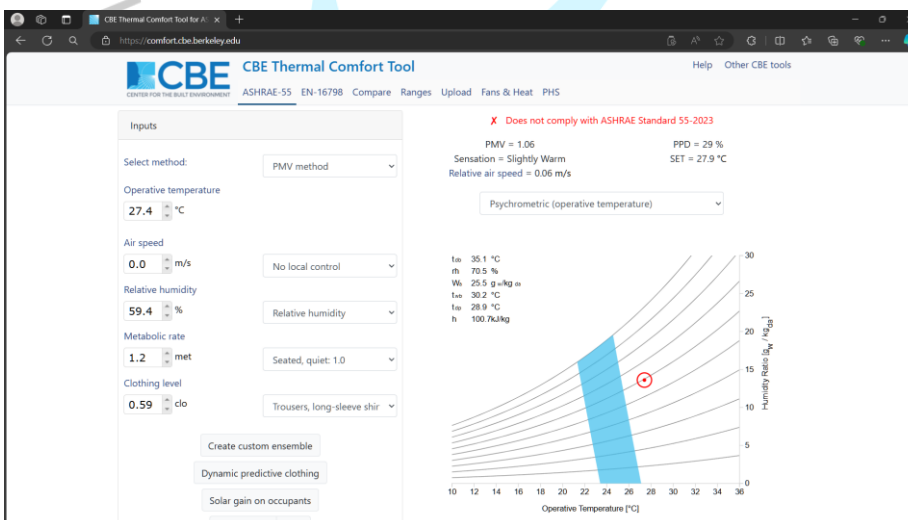 CBE Thermal Comfort Tool for AS
https://comfort.cbe.berkeley.edu
CBE
CENTER FOR THE BUILT ENVIRONMENT
CBE Thermal Comfort Tool
Help Other CBE tools
ASHRAE-55 EN-16798 Compare Ranges Upload Fans & Heat PHS
Inputs
Select method:
PMV method
Operative temperature
27.4 °C
Air speed
0.0 m/s
No local control
Relative humidity
59.4 %
Relative humidity
Metabolic rate
1.2 met
Seated, quiet: 1.0
Clothing level
0.59 clo
Trousers, long-sleeve shir
Create custom ensemble
Dynamic predictive clothing
Solar gain on occupants
✗ Does not comply with ASHRAE Standard 55-2023
PMV = 1.06 PPD = 29 %
Sensation = Slightly Warm SET = 27.9 °C
Relative air speed = 0.06 m/s
Psychrometric (operative temperature)
35.1 °C
rh 70.5 %
25.5
30.2 °C
28.9 °C
h 100.7kJ/kg
30
25
20
15
10
5
0
Humidity Ratio [gw / kgda]
10 12 14 16 18 20 22 24 26 28 30 32 34 36
Operative Temperature [°C]